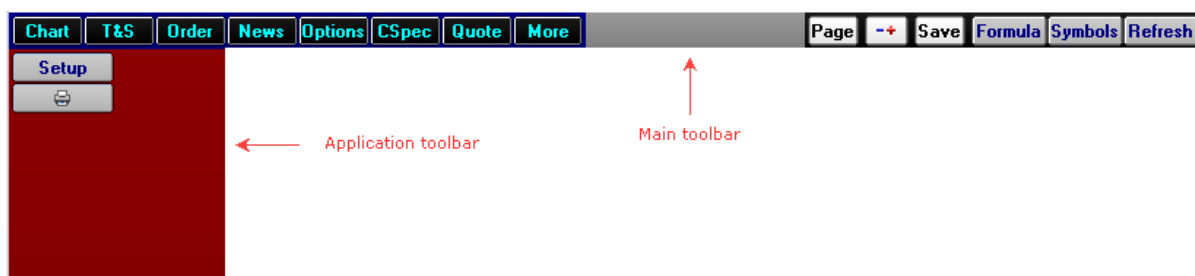 Chart T&S Order News Options CSpec Quote More Page -+ Save Formula Symbols Refresh
Setup
Application toolbar
Main toolbar